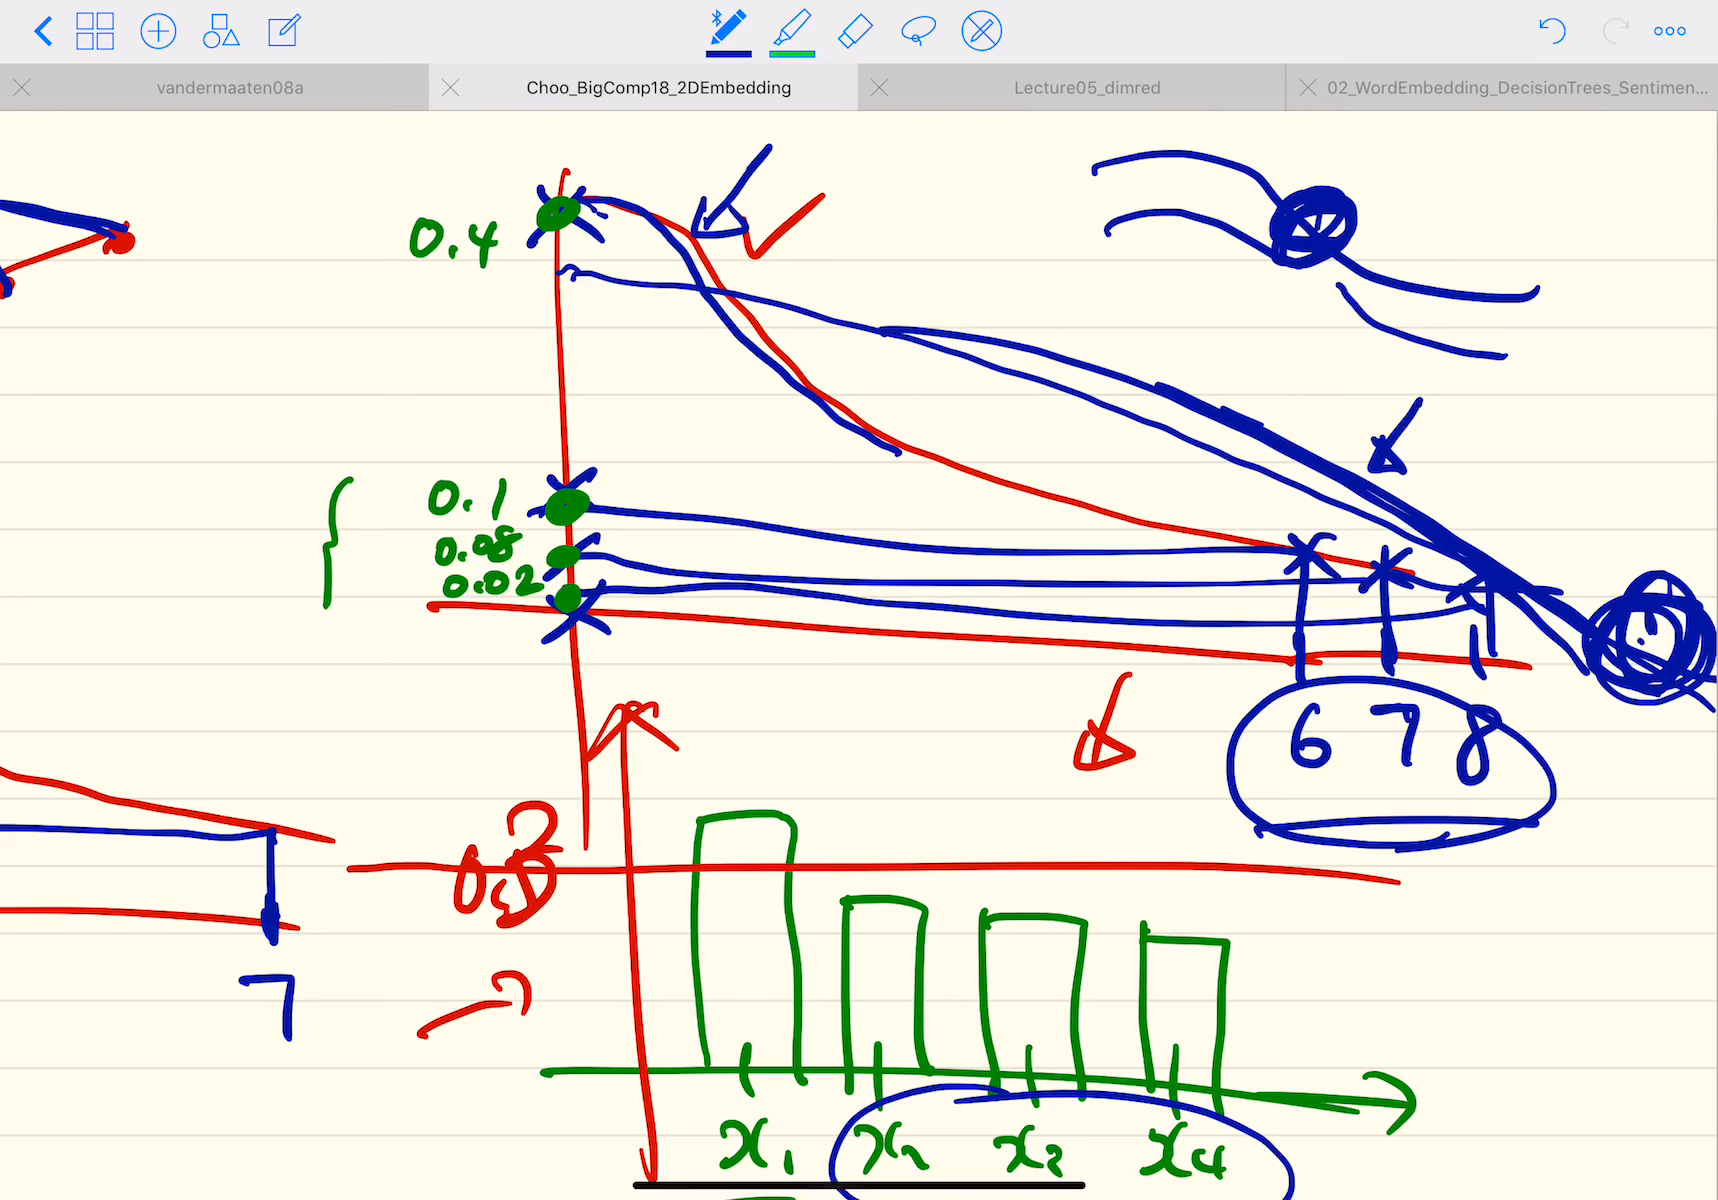 vandermaaten08a
Choo_BigComp18_2DEmbedding
Lecture05_dimred
02_WordEmbedding_DecisionTrees_Sentimen...
0.4
0.1
0.08
0.02
6 7 8
7
x₁ x₂ x₃ x₄